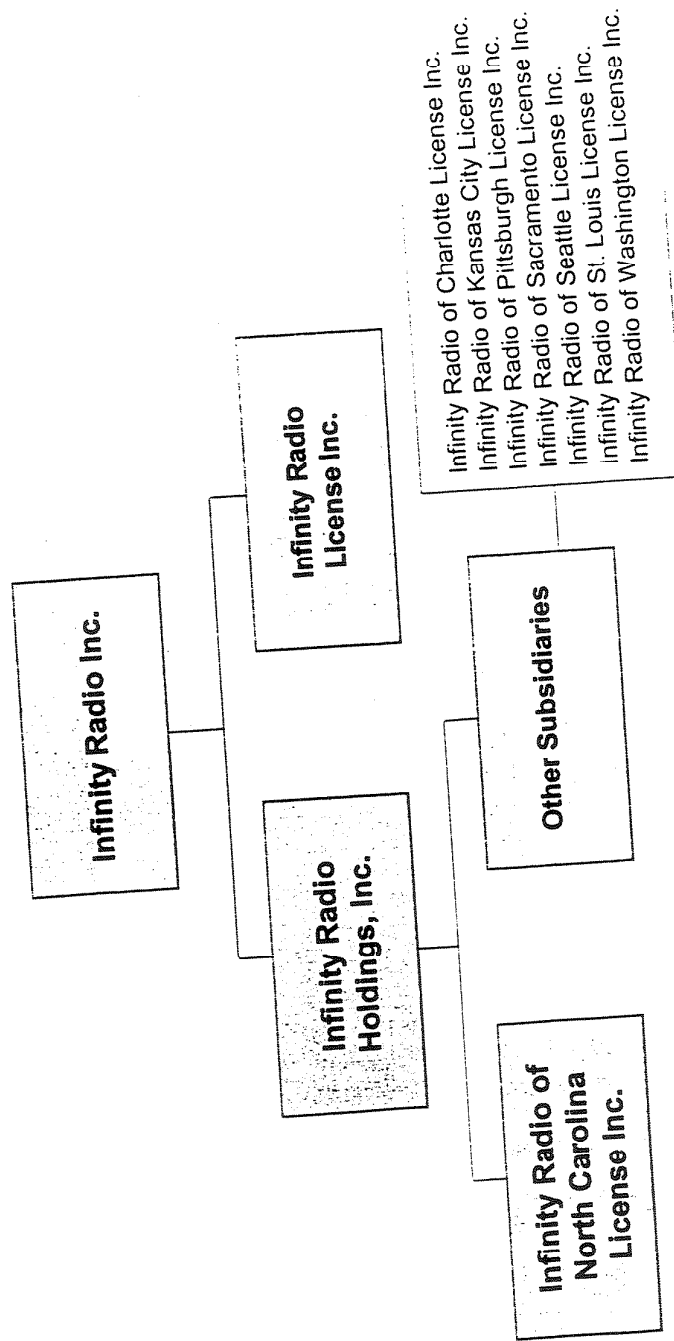 Infinity Radio Inc.
Infinity Radio
Holdings, Inc.
Infinity Radio
License Inc.
Infinity Radio of
North Carolina
License Inc.
Other Subsidiaries
Infinity Radio of Charlotte License Inc.
Infinity Radio of Kansas City License Inc.
Infinity Radio of Pittsburgh License Inc.
Infinity Radio of Sacramento License Inc.
Infinity Radio of Seattle License Inc.
Infinity Radio of St. Louis License Inc.
Infinity Radio of Washington License Inc.